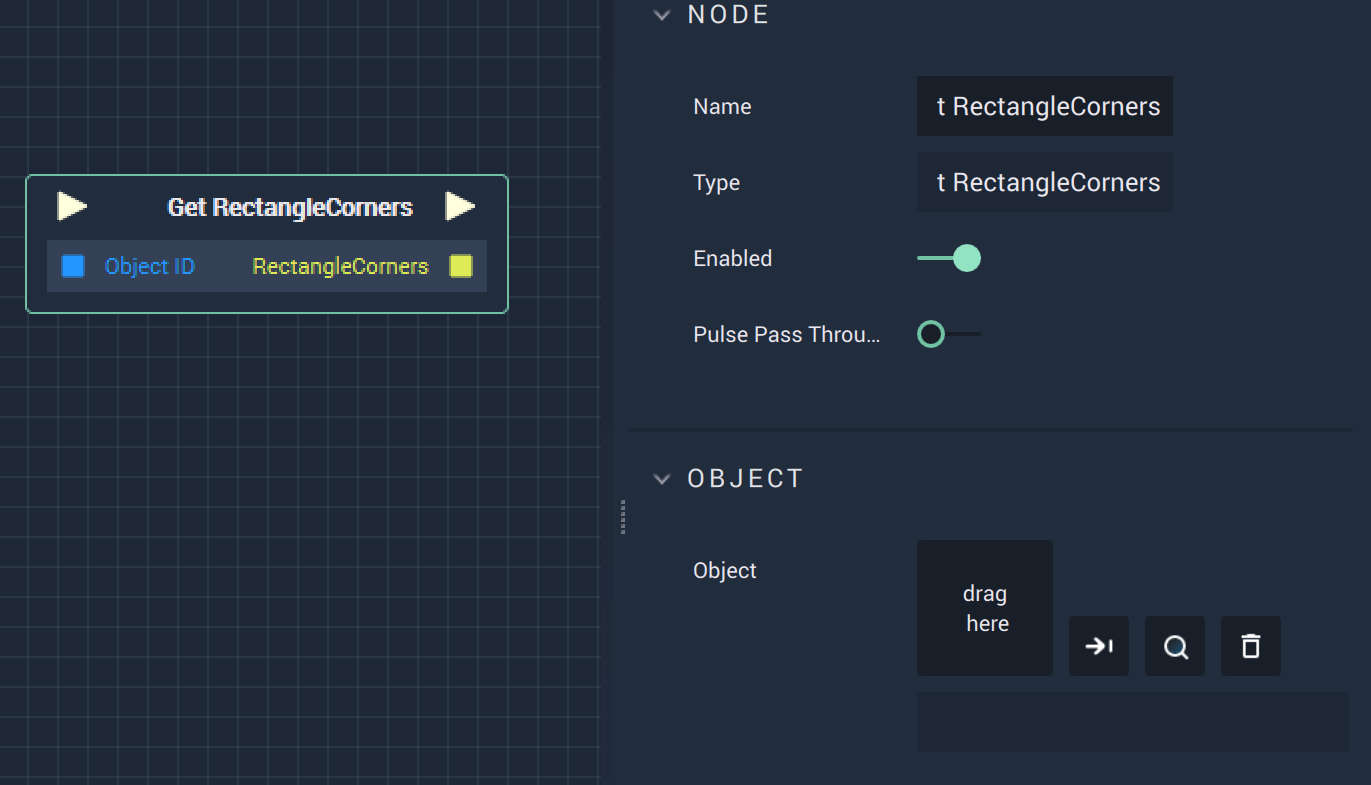 Get RectangleCorners
Object ID RectangleCorners
NODE
Name t RectangleCorners
Type t RectangleCorners
Enabled
Pulse Pass Throu...
OBJECT
Object
drag
here